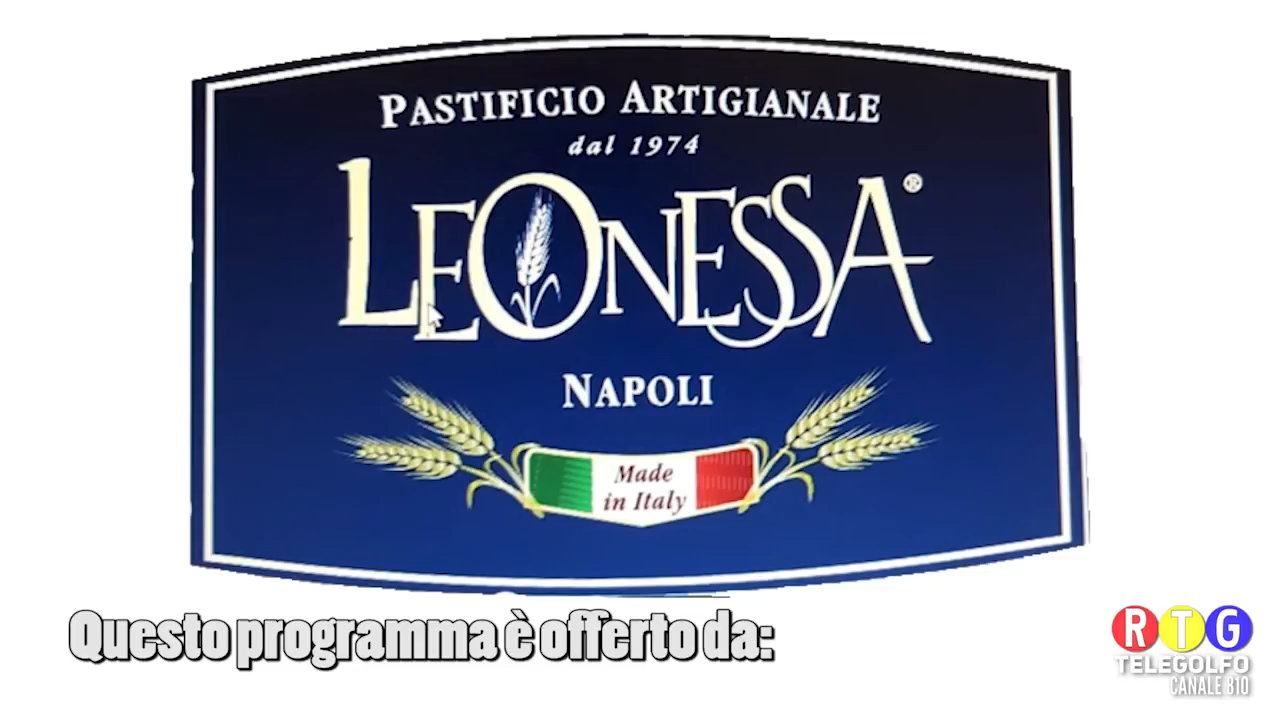 PASTIFICIO ARTIGIANALE
dal 1974
LEONESSA®
NAPOLI
Made
in Italy
Questo programma è offerto da:
RTG
TELEGOLFO
CANALE 810